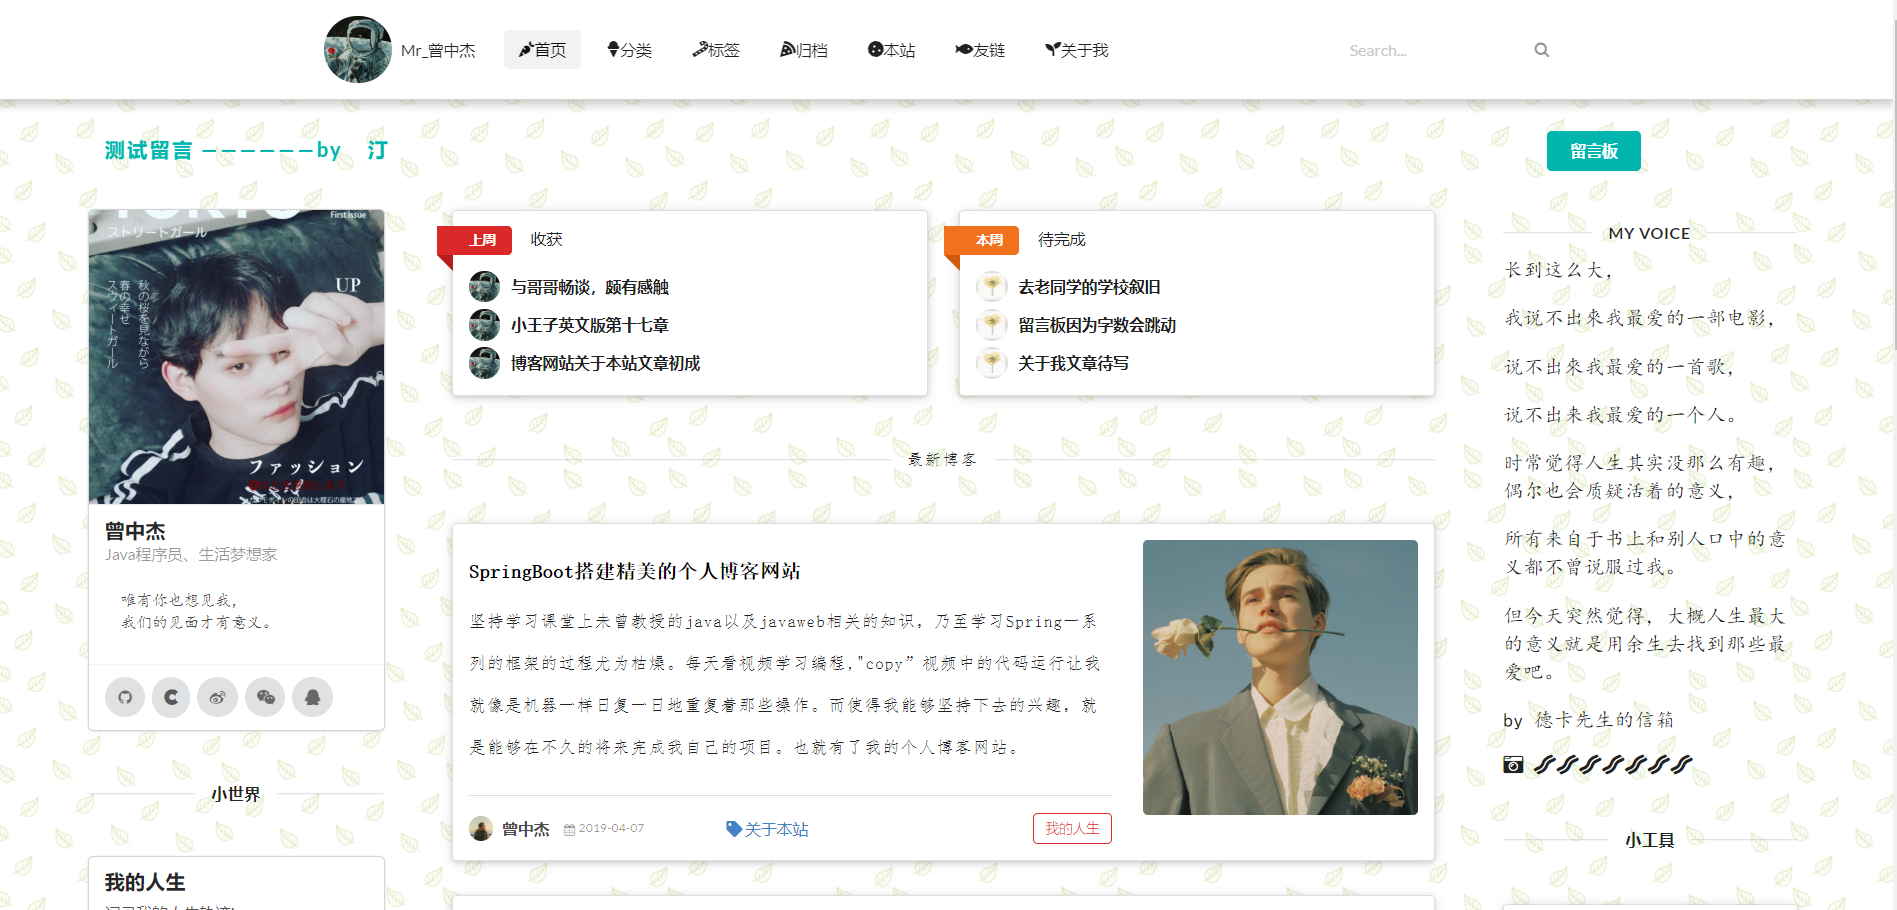 Mr_曾中杰
首页
分类
标签
归档
本站
友链
关于我
Search...
测试留言 ——————by 汀
留言板
First issue
ストリートガール
UP
秋の桜を見ながら
春の幸せ
スウィートガール
ファッション
曾中杰
Java程序员、生活梦想家
唯有你也想见我，
我们的见面才有意义。
小世界
我的人生
上周 收获
与哥哥畅谈，颇有感触
小王子英文版第十七章
博客网站关于本站文章初成
本周 待完成
去老同学的学校叙旧
留言板因为字数会跳动
关于我文章待写
最新博客
SpringBoot搭建精美的个人博客网站
坚持学习课堂上未曾教授的java以及javaweb相关的知识，乃至学习Spring一系
列的框架的过程尤为枯燥。每天看视频学习编程,"copy”视频中的代码运行让我
就像是机器一样日复一日地重复着那些操作。而使得我能够坚持下去的兴趣，就
是能够在不久的将来完成我自己的项目。也就有了我的个人博客网站。
曾中杰 2019-04-07 关于本站 我的人生
MY VOICE
长到这么大，
我说不出来我最爱的一部电影，
说不出来我最爱的一首歌，
说不出来我最爱的一个人。
时常觉得人生其实没那么有趣，
偶尔也会质疑活着的意义，
所有来自于书上和别人口中的意
义都不曾说服过我。
但今天突然觉得，大概人生最大
的意义就是用余生去找到那些最
爱吧。
by 德卡先生的信箱
小工具